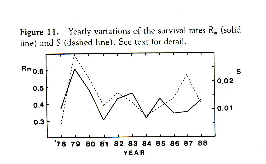 Figure 11. Yearly variations of the survival rates Rn (solid
line) and S (dashed line). See text for detail.
Rn S
0.6
0.5
0.4
0.3
0.02
0.01
'78 79 80 81 82 83 84 85 86 87 88
YEAR